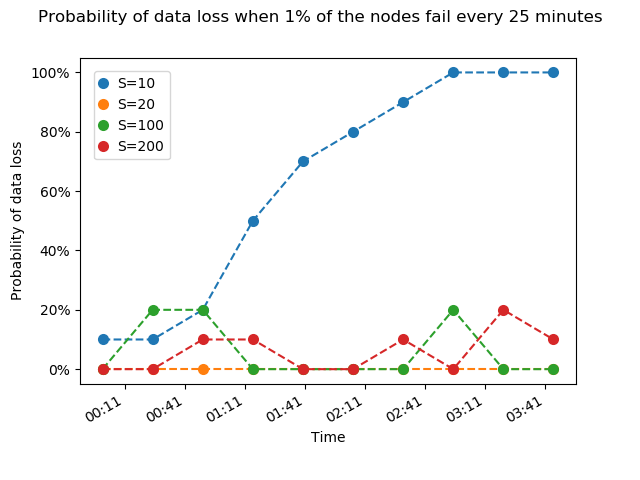 Probability of data loss when 1% of the nodes fail every 25 minutes
100%
80%
60%
40%
20%
0%
Probability of data loss
S=10
S=20
S=100
S=200
00:11 00:41 01:11 01:41 02:11 02:41 03:11 03:41
Time